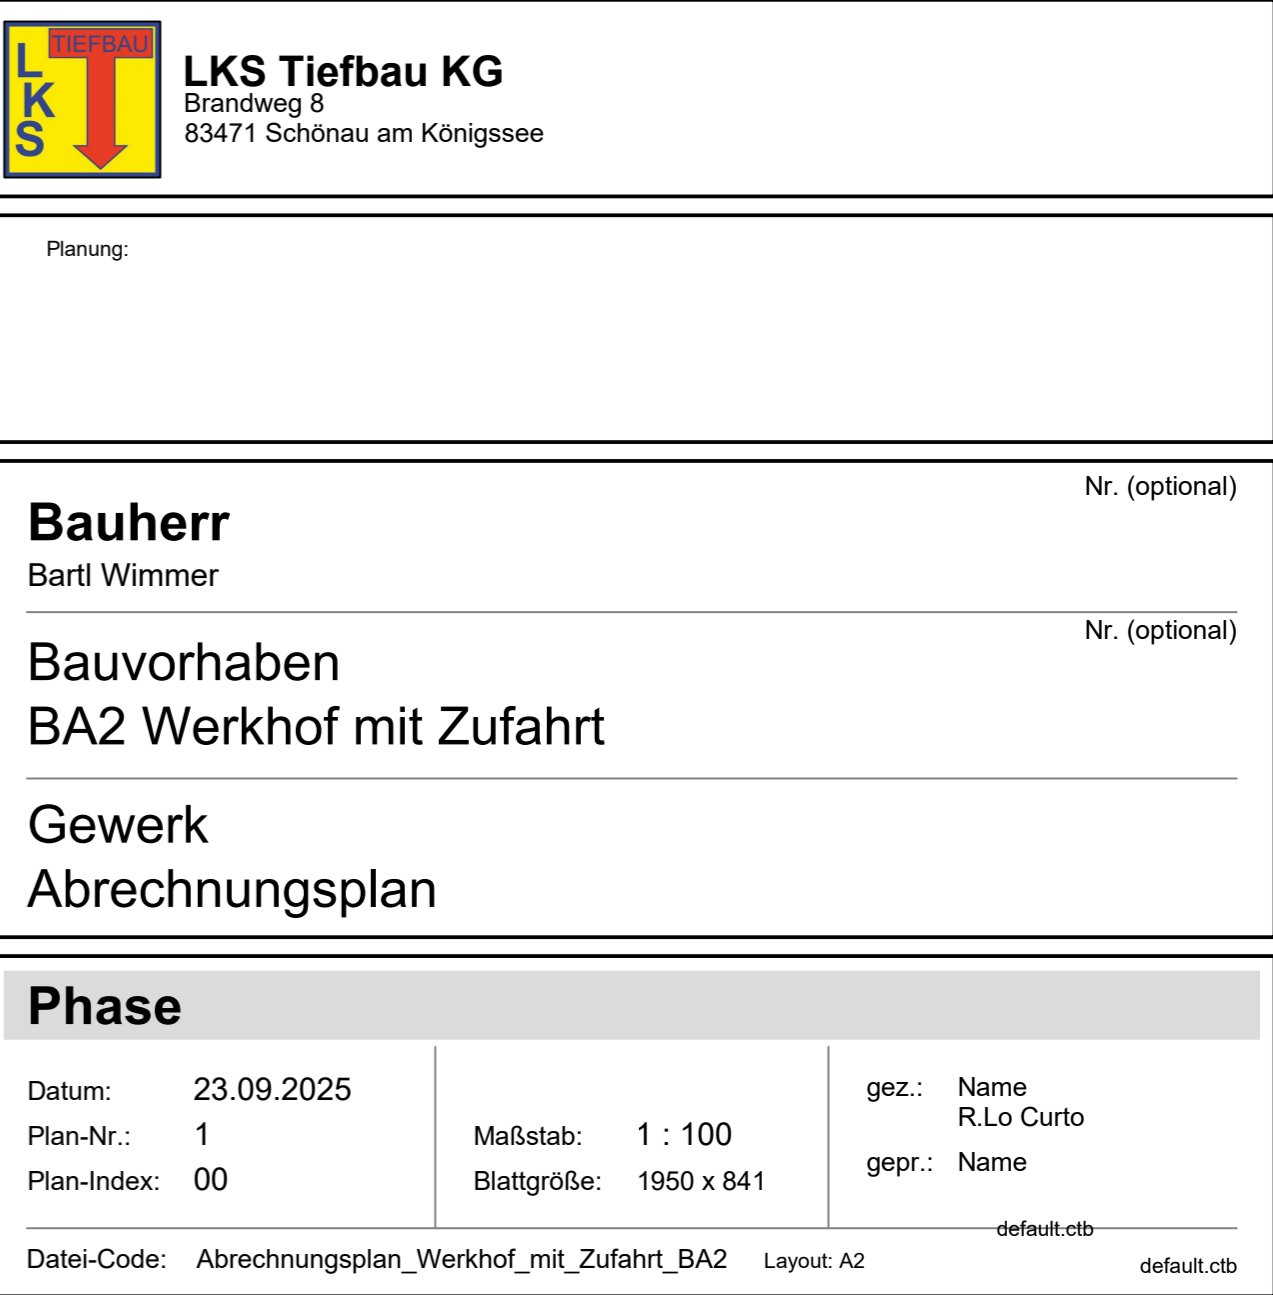 TIEFBAU
LKS
LKS Tiefbau KG
Brandweg 8
83471 Schönau am Königssee
Planung:
Nr. (optional)
Bauherr
Bartl Wimmer
Nr. (optional)
Bauvorhaben
BA2 Werkhof mit Zufahrt
Gewerk
Abrechnungsplan
Phase
Datum: 23.09.2025
Plan-Nr.: 1
Plan-Index: 00
Maßstab: 1 : 100
Blattgröße: 1950 x 841
gez.: Name
R.Lo Curto
gepr.: Name
default.ctb
Datei-Code: Abrechnungsplan_Werkhof_mit_Zufahrt_BA2 Layout: A2
default.ctb